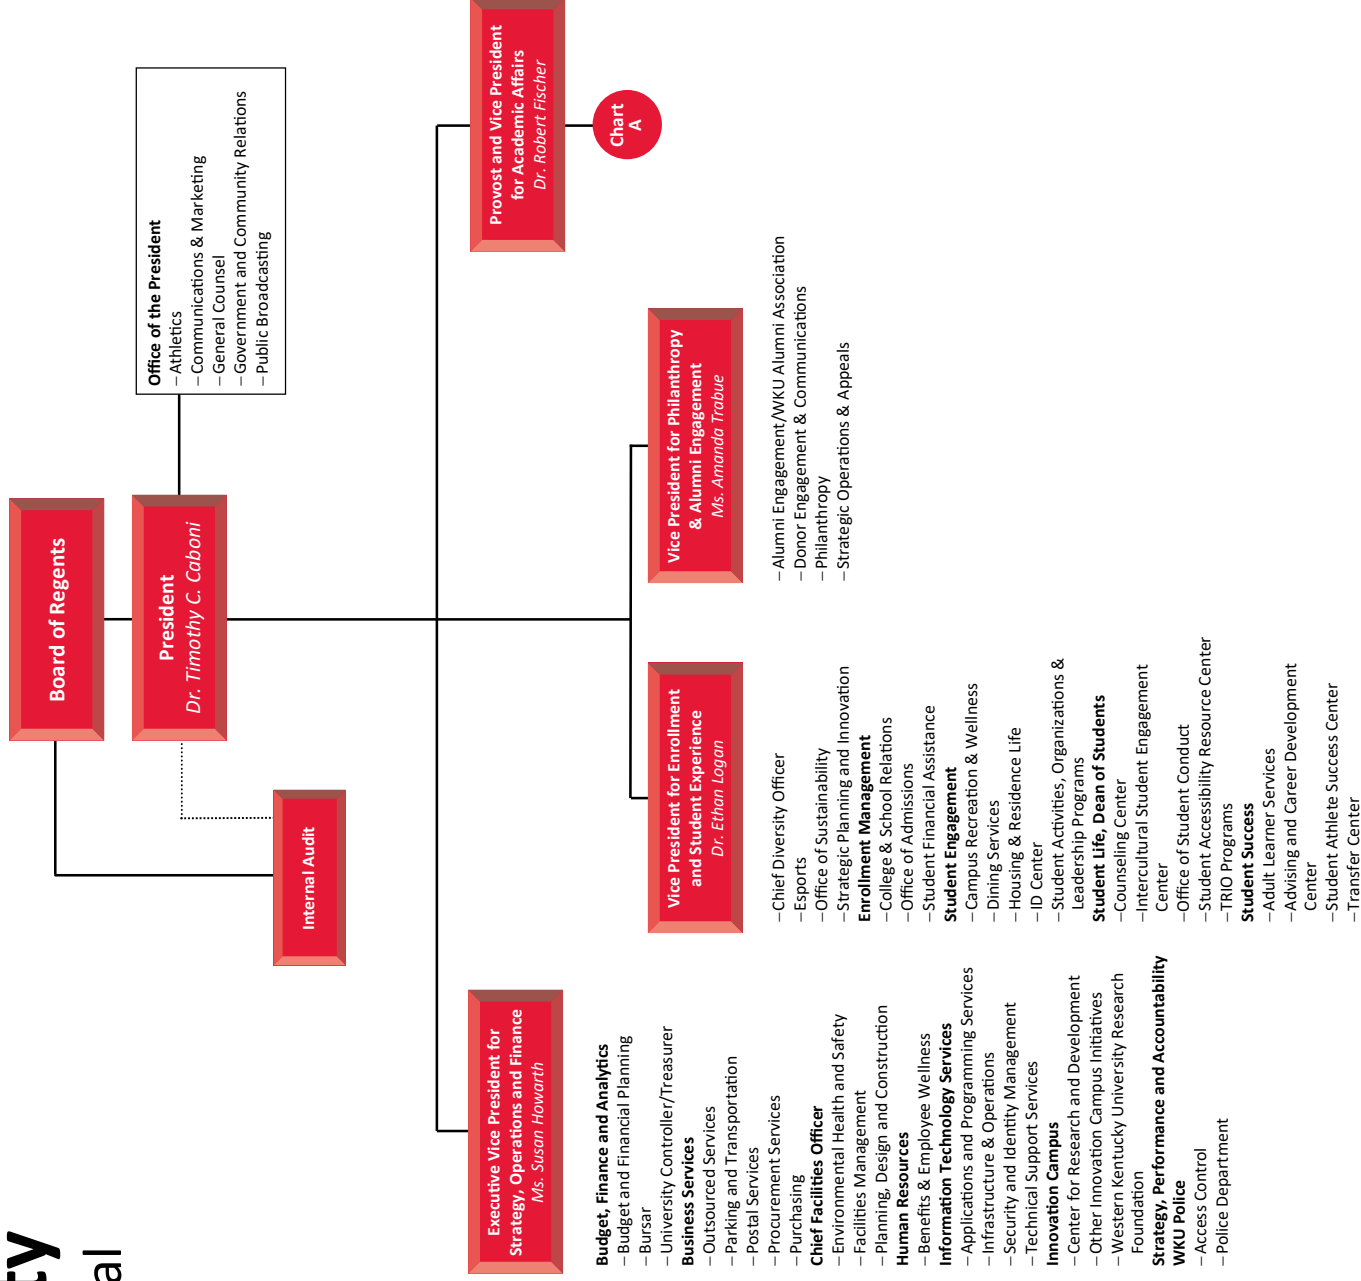 ty
al
Board of Regents
President
Dr. Timothy C. Caboni
Office of the President
– Athletics
– Communications & Marketing
– General Counsel
– Government and Community Relations
– Public Broadcasting
Internal Audit
Executive Vice President for
Strategy, Operations and Finance
Ms. Susan Howarth
Budget, Finance and Analytics
– Budget and Financial Planning
– Bursar
– University Controller/Treasurer
Business Services
– Outsourced Services
– Parking and Transportation
– Postal Services
– Procurement Services
– Purchasing
Chief Facilities Officer
– Environmental Health and Safety
– Facilities Management
– Planning, Design and Construction
Human Resources
– Benefits & Employee Wellness
Information Technology Services
– Applications and Programming Services
– Infrastructure & Operations
– Security and Identity Management
– Technical Support Services
Innovation Campus
– Center for Research and Development
– Other Innovation Campus Initiatives
– Western Kentucky University Research
Foundation
Strategy, Performance and Accountability
WKU Police
– Access Control
– Police Department
Vice President for Enrollment
and Student Experience
Dr. Ethan Logan
– Chief Diversity Officer
– Esports
– Office of Sustainability
– Strategic Planning and Innovation
Enrollment Management
– College & School Relations
– Office of Admissions
– Student Financial Assistance
Student Engagement
– Campus Recreation & Wellness
– Dining Services
– Housing & Residence Life
– ID Center
– Student Activities, Organizations &
Leadership Programs
Student Life, Dean of Students
– Counseling Center
– Intercultural Student Engagement
Center
– Office of Student Conduct
– Student Accessibility Resource Center
– TRIO Programs
Student Success
– Adult Learner Services
– Advising and Career Development
Center
– Student Athlete Success Center
– Transfer Center
Vice President for Philanthropy
& Alumni Engagement
Ms. Amanda Trabue
– Alumni Engagement/WKU Alumni Association
– Donor Engagement & Communications
– Philanthropy
– Strategic Operations & Appeals
Provost and Vice President
for Academic Affairs
Dr. Robert Fischer
Chart
A